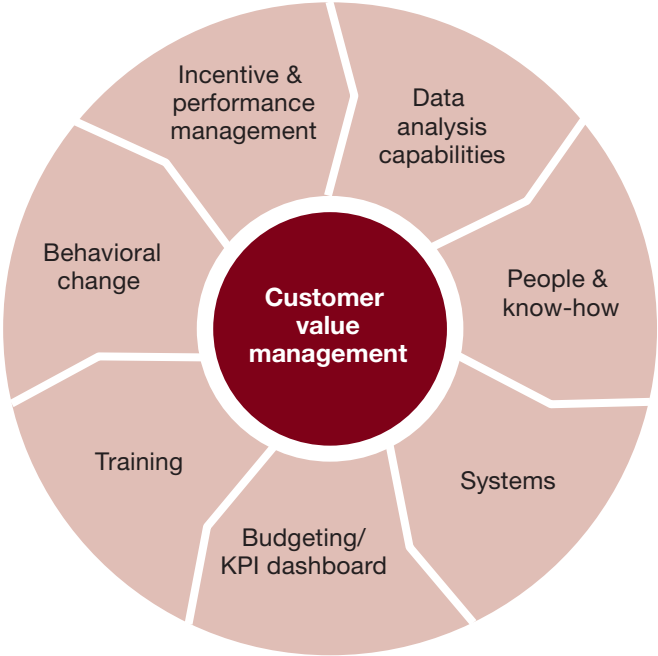 Incentive &
performance
management
Data
analysis
capabilities
People &
know-how
Systems
Budgeting/
KPI dashboard
Training
Behavioral
change
Customer
value
management